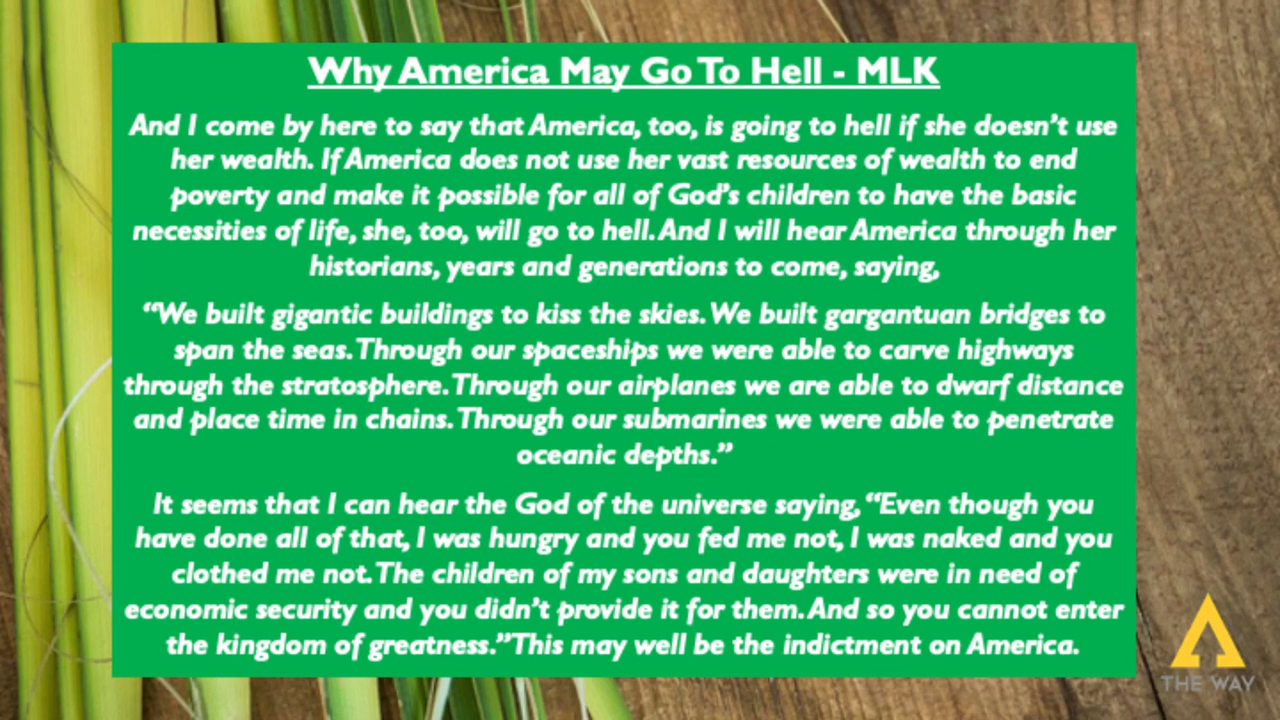 Why America May Go To Hell - MLK
And I come by here to say that America, too, is going to hell if she doesn’t use
her wealth. If America does not use her vast resources of wealth to end
poverty and make it possible for all of God’s children to have the basic
necessities of life, she, too, will go to hell. And I will hear America through her
historians, years and generations to come, saying,
“We built gigantic buildings to kiss the skies. We built gargantuan bridges to
span the seas. Through our spaceships we were able to carve highways
through the stratosphere. Through our airplanes we are able to dwarf distance
and place time in chains. Through our submarines we were able to penetrate
oceanic depths.”
It seems that I can hear the God of the universe saying, “Even though you
have done all of that, I was hungry and you fed me not, I was naked and you
clothed me not. The children of my sons and daughters were in need of
economic security and you didn’t provide it for them. And so you cannot enter
the kingdom of greatness.” This may well be the indictment on America.
THE WAY